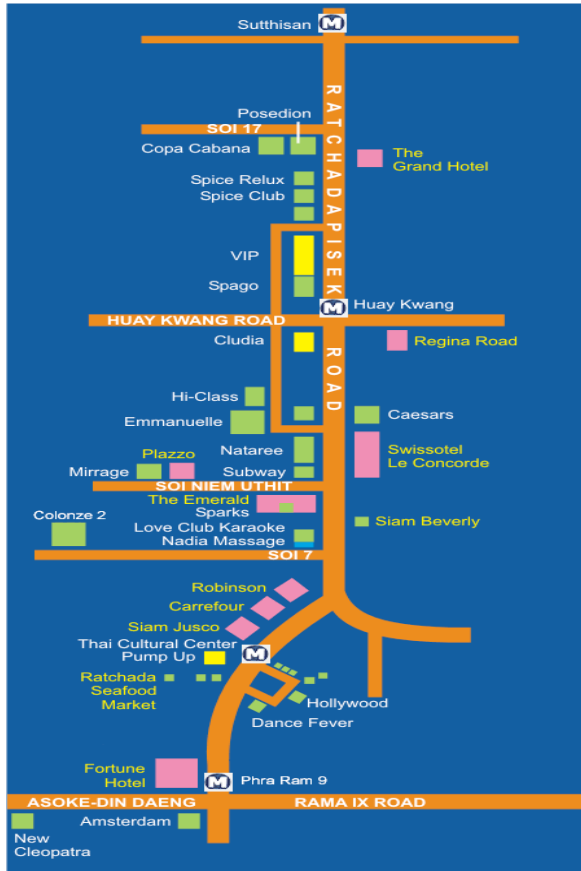 Sutthisan
M
RATCHADAPISEK ROAD
Posedion
SOI 17
Copa Cabana
The
Grand Hotel
Spice Relux
Spice Club
VIP
Spago
M
Huay Kwang
HUAY KWANG ROAD
Cludia
Regina Road
Hi-Class
Emmanuelle
Caesars
Plazzo
Nataree
Swissotel
Le Concorde
Mirrage
Subway
SOI NIEM UTHIT
The Emerald
Sparks
Colonze 2
Siam Beverly
Love Club Karaoke
Nadia Massage
SOI 7
Robinson
Carrefour
Siam Jusco
Thai Cultural Center
M
Pump Up
Ratchada
Seafood
Market
Hollywood
Dance Fever
Fortune
Hotel
M
Phra Ram 9
ASOKE-DIN DAENG
RAMA IX ROAD
Amsterdam
New
Cleopatra